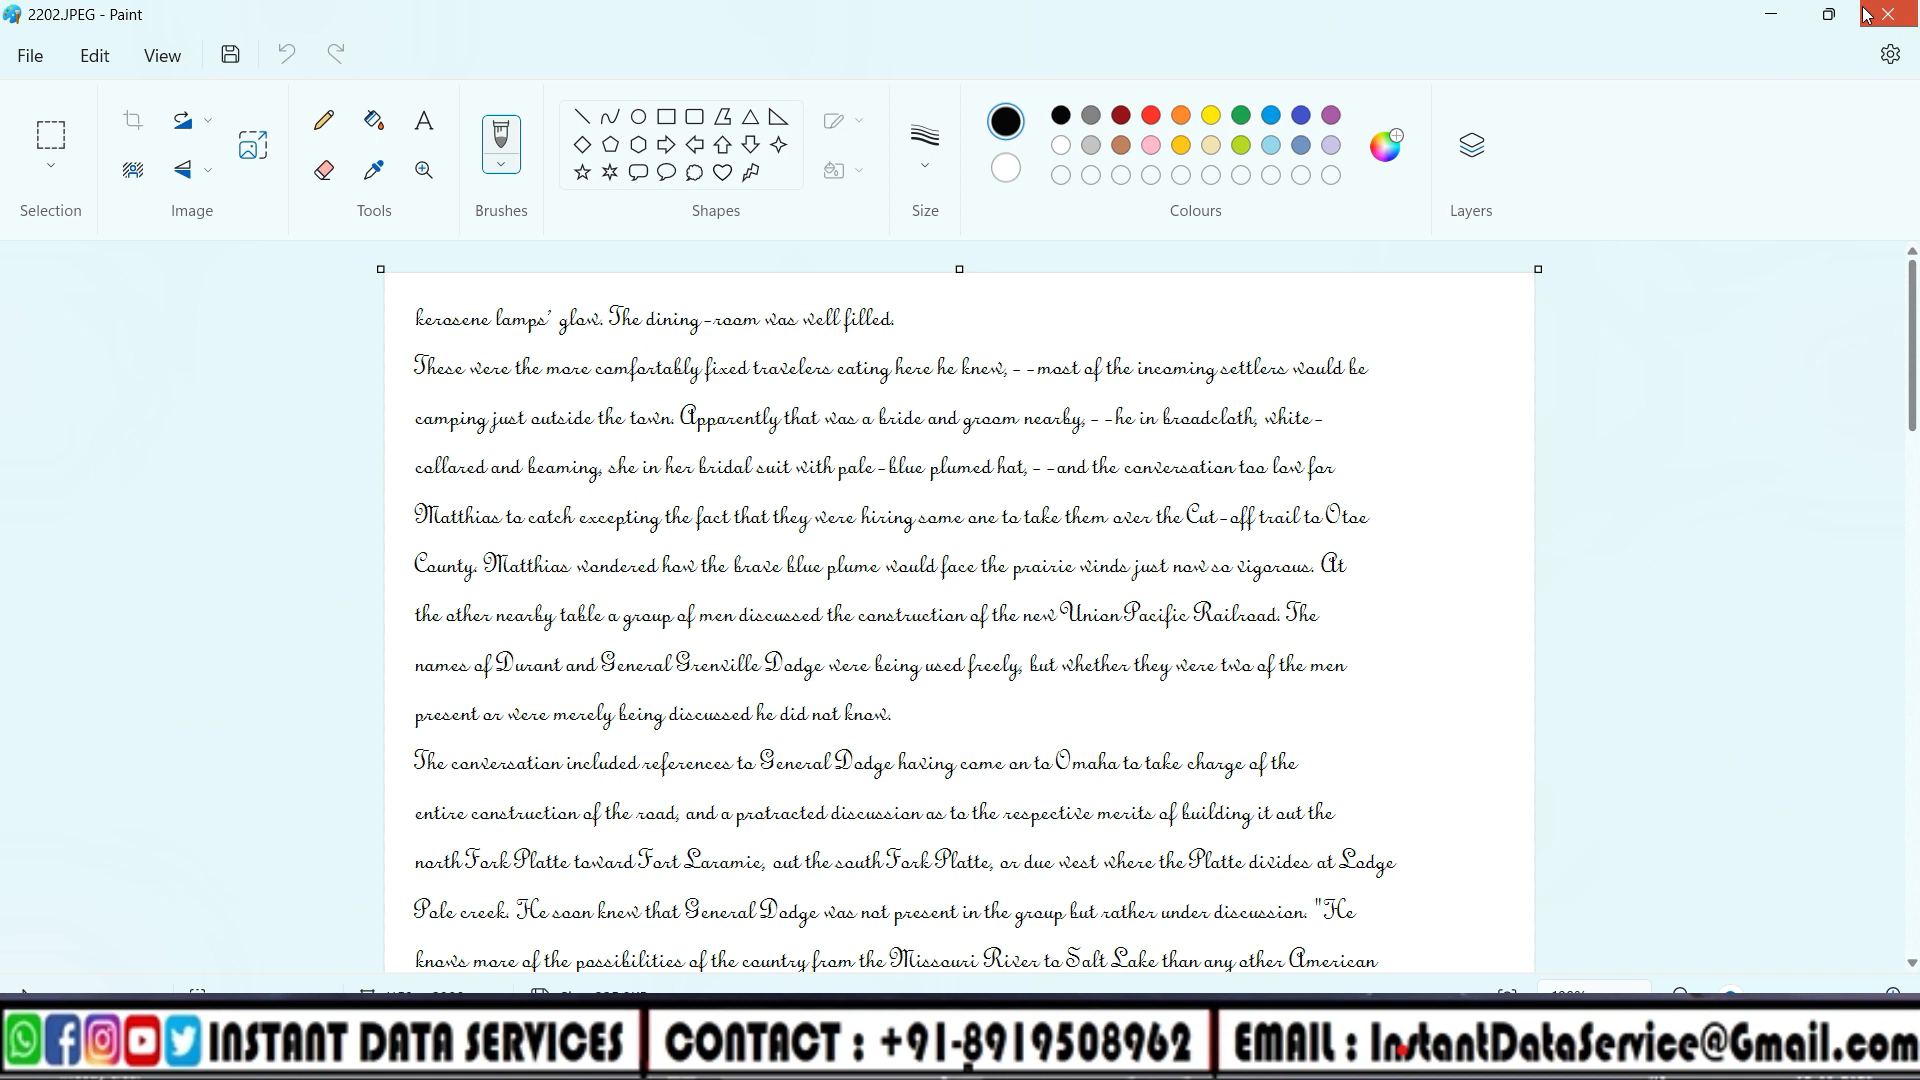 2202.JPEG - Paint
File Edit View
Selection Image Tools Brushes Shapes Size Colours Layers
kerosene lamps' glow. The dining-room was well filled.
These were the more comfortably fixed travelers eating here he knew, - -most of the incoming settlers would be
camping just outside the town. Apparently that was a bride and groom nearby, - -he in broadcloth, white-
collared and beaming, she in her bridal suit with pale-blue plumed hat, - -and the conversation too low for
Matthias to catch excepting the fact that they were hiring some one to take them over the Cut-off trail to Otoe
County. Matthias wondered how the brave blue plume would face the prairie winds just now so vigorous. At
the other nearby table a group of men discussed the construction of the new Union Pacific Railroad. The
names of Durant and General Grenville Dodge were being used freely, but whether they were two of the men
present or were merely being discussed he did not know.
The conversation included references to General Dodge having come on to Omaha to take charge of the
entire construction of the road, and a protracted discussion as to the respective merits of building it out the
north Fork Platte toward Fort Laramie, out the south Fork Platte, or due west where the Platte divides at Lodge
Pole creek. He soon knew that General Dodge was not present in the group but rather under discussion. "He
knows more of the possibilities of the country from the Missouri River to Salt Lake than any other American
INSTANT DATA SERVICES CONTACT : +91-8919508962 EMAIL : InstantDataService@Gmail.com